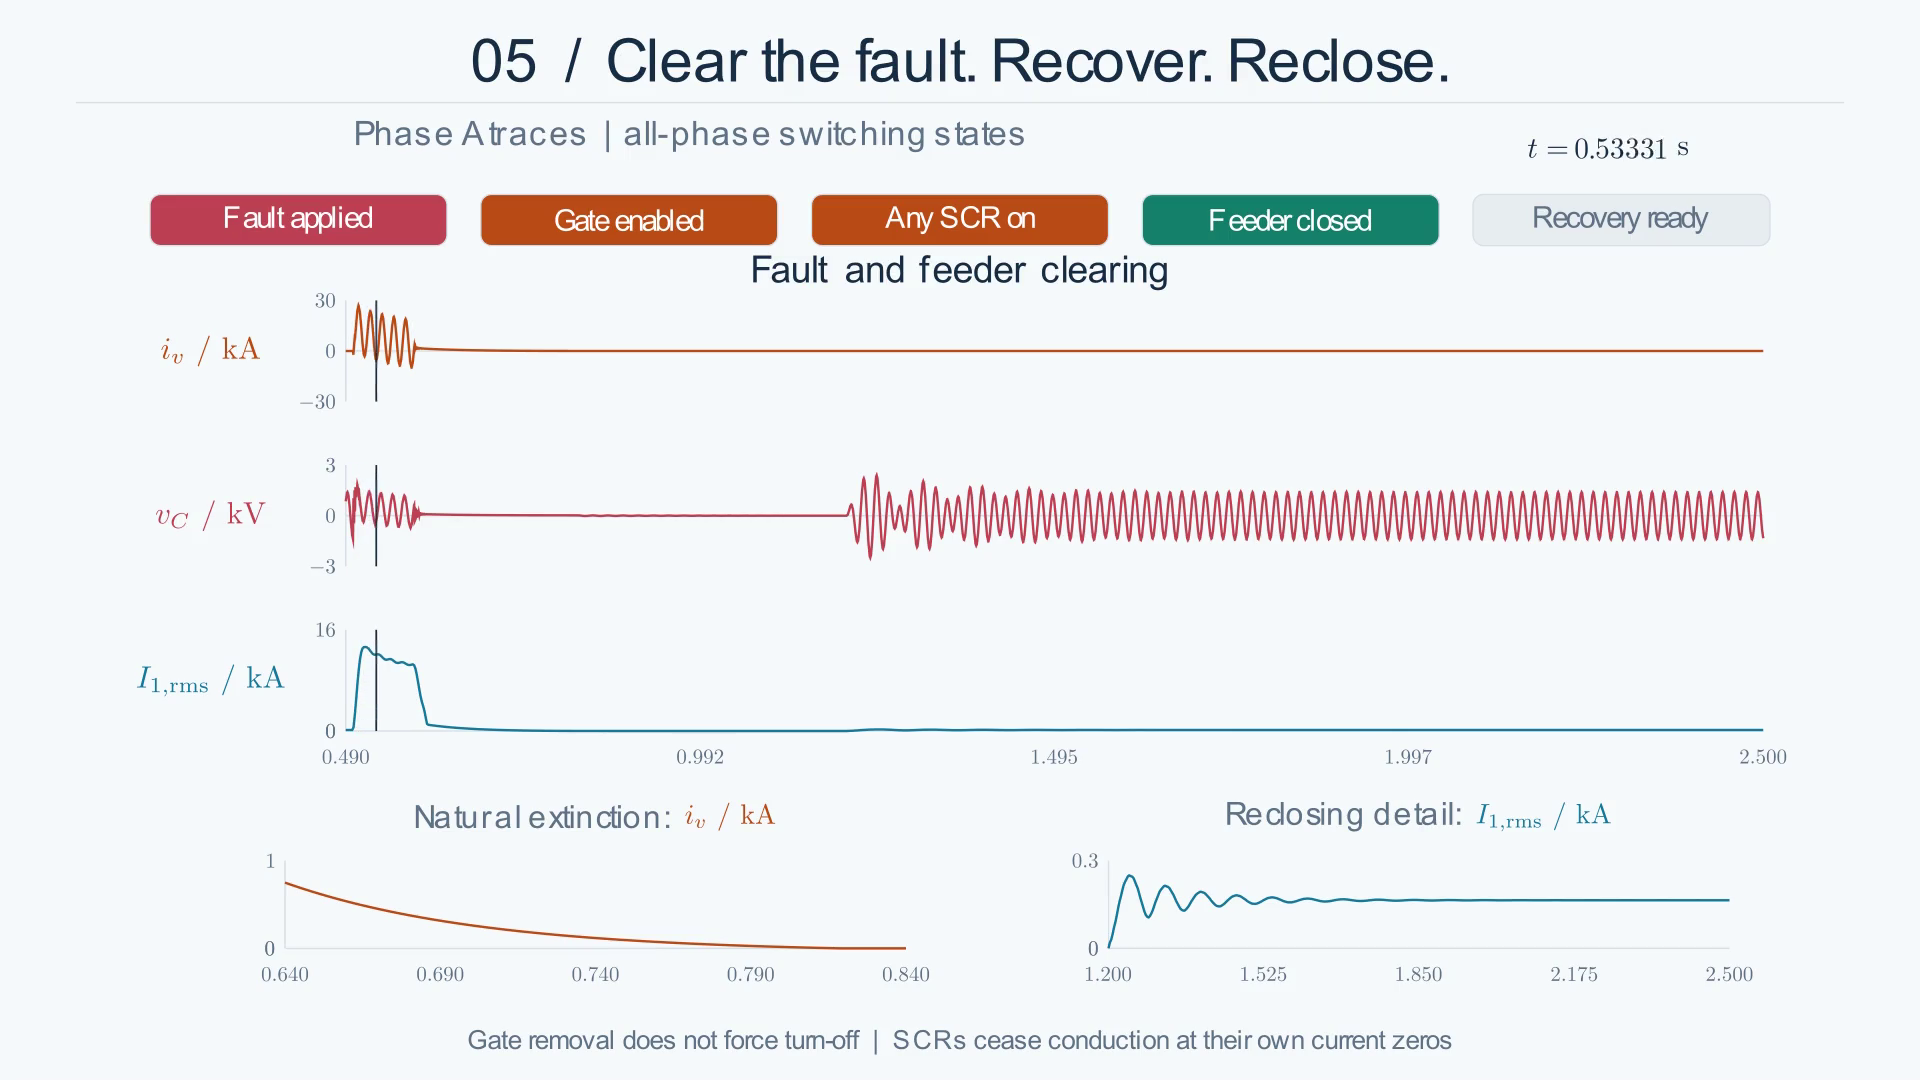 05 / Clear the fault. Recover. Reclose.
Phase A traces | all-phase switching states
t = 0.53331 s
Fault applied
Gate enabled
Any SCR on
Feeder closed
Recovery ready
Fault and feeder clearing
30
i_v / kA
0
−30
3
v_C / kV
0
−3
16
I_{1,rms} / kA
0
0.490 0.992 1.495 1.997 2.500
Natural extinction: i_v / kA
1
0
0.640 0.690 0.740 0.790 0.840
Reclosing detail: I_{1,rms} / kA
0.3
0
1.200 1.525 1.850 2.175 2.500
Gate removal does not force turn-off | SCRs cease conduction at their own current zeros